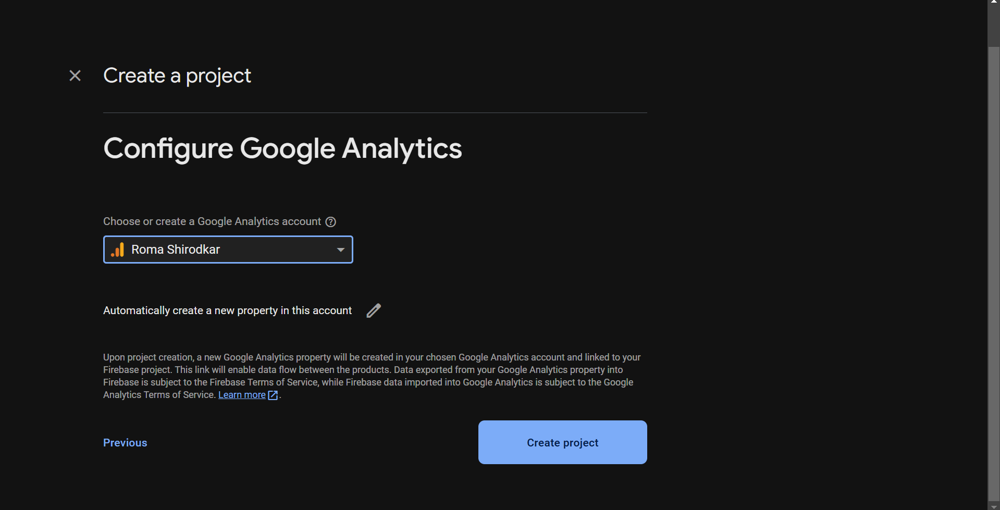 Create a project
Configure Google Analytics
Choose or create a Google Analytics account
Roma Shirodkar
Automatically create a new property in this account
Upon project creation, a new Google Analytics property will be created in your chosen Google Analytics account and linked to your
Firebase project. This link will enable data flow between the products. Data exported from your Google Analytics property into
Firebase is subject to the Firebase Terms of Service, while Firebase data imported into Google Analytics is subject to the Google
Analytics Terms of Service. Learn more.
Previous
Create project